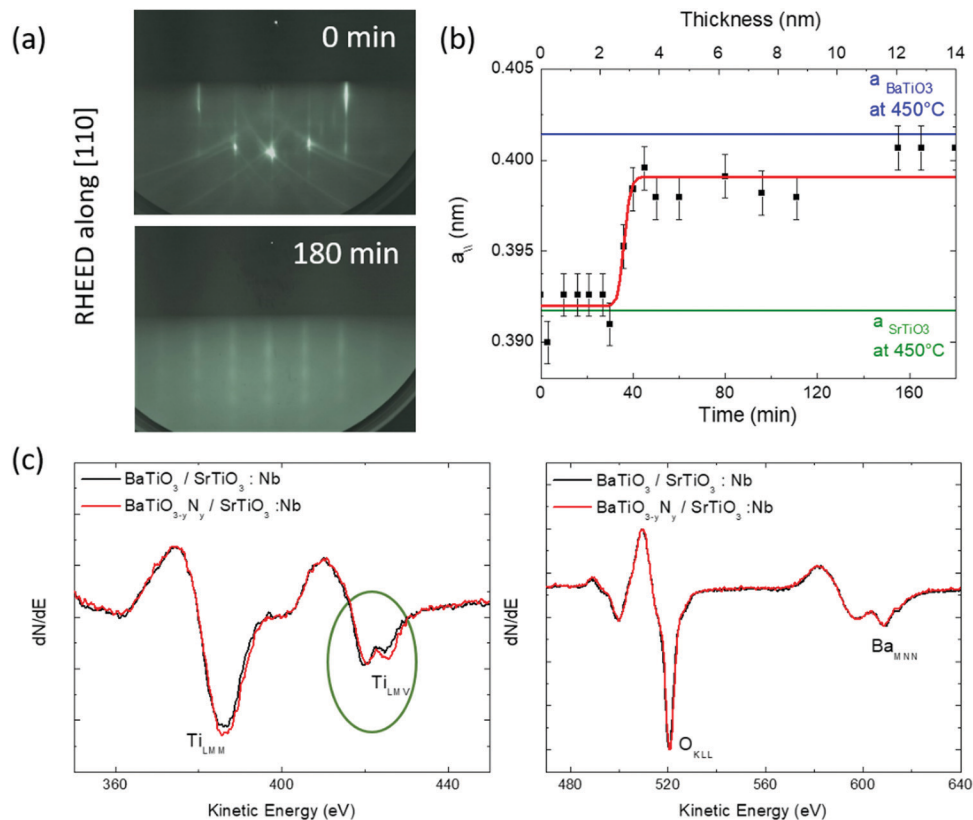 (a)
0 min
RHEED along [110]
180 min
(b)
Thickness (nm)
0 2 4 6 8 10 12 14
0.405
0.400
0.395
0.390
a∥ (nm)
a BaTiO3
at 450°C
a SrTiO3
at 450°C
0 40 80 120 160
Time (min)
(c)
BaTiO₃ / SrTiO₃ : Nb
BaTiO₃₋yNy / SrTiO₃ :Nb
dN/dE
Ti LMM
Ti LMV
360 400 440
Kinetic Energy (eV)
BaTiO₃ / SrTiO₃ : Nb
BaTiO₃₋yNy / SrTiO₃ :Nb
dN/dE
O KLL
Ba MNN
480 520 560 600 640
Kinetic Energy (eV)